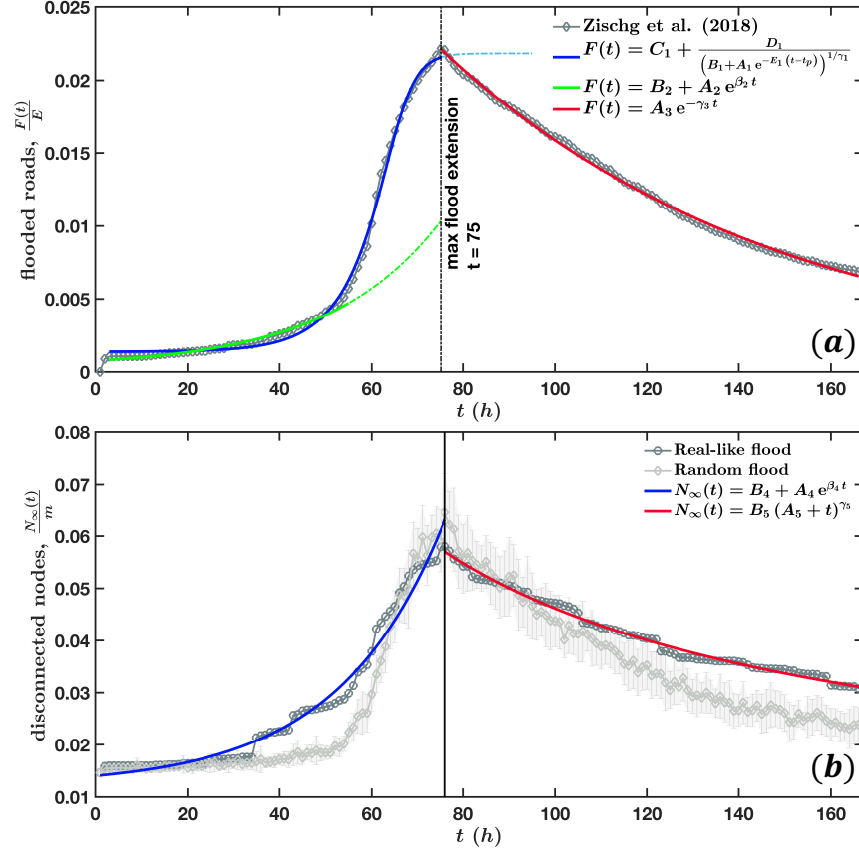 Zischg et al. (2018)
F(t) = C₁ + D₁ / (B₁+A₁ e^{-E₁(t-t_p)})^{1/γ₁}
F(t) = B₂ + A₂ e^{β₂ t}
F(t) = A₃ e^{-γ₃ t}
0.025
0.02
0.015
0.01
0.005
0
flooded roads, F(t)/E
max flood extension
t = 75
(a)
0 20 40 60 80 100 120 140 160
t (h)
0.08
0.07
0.06
0.05
0.04
0.03
0.02
0.01
disconnected nodes, N_∞(t)/m
Real-like flood
Random flood
N_∞(t) = B₄ + A₄ e^{β₄ t}
N_∞(t) = B₅ (A₅ + t)^{γ₅}
(b)
0 20 40 60 80 100 120 140 160
t (h)